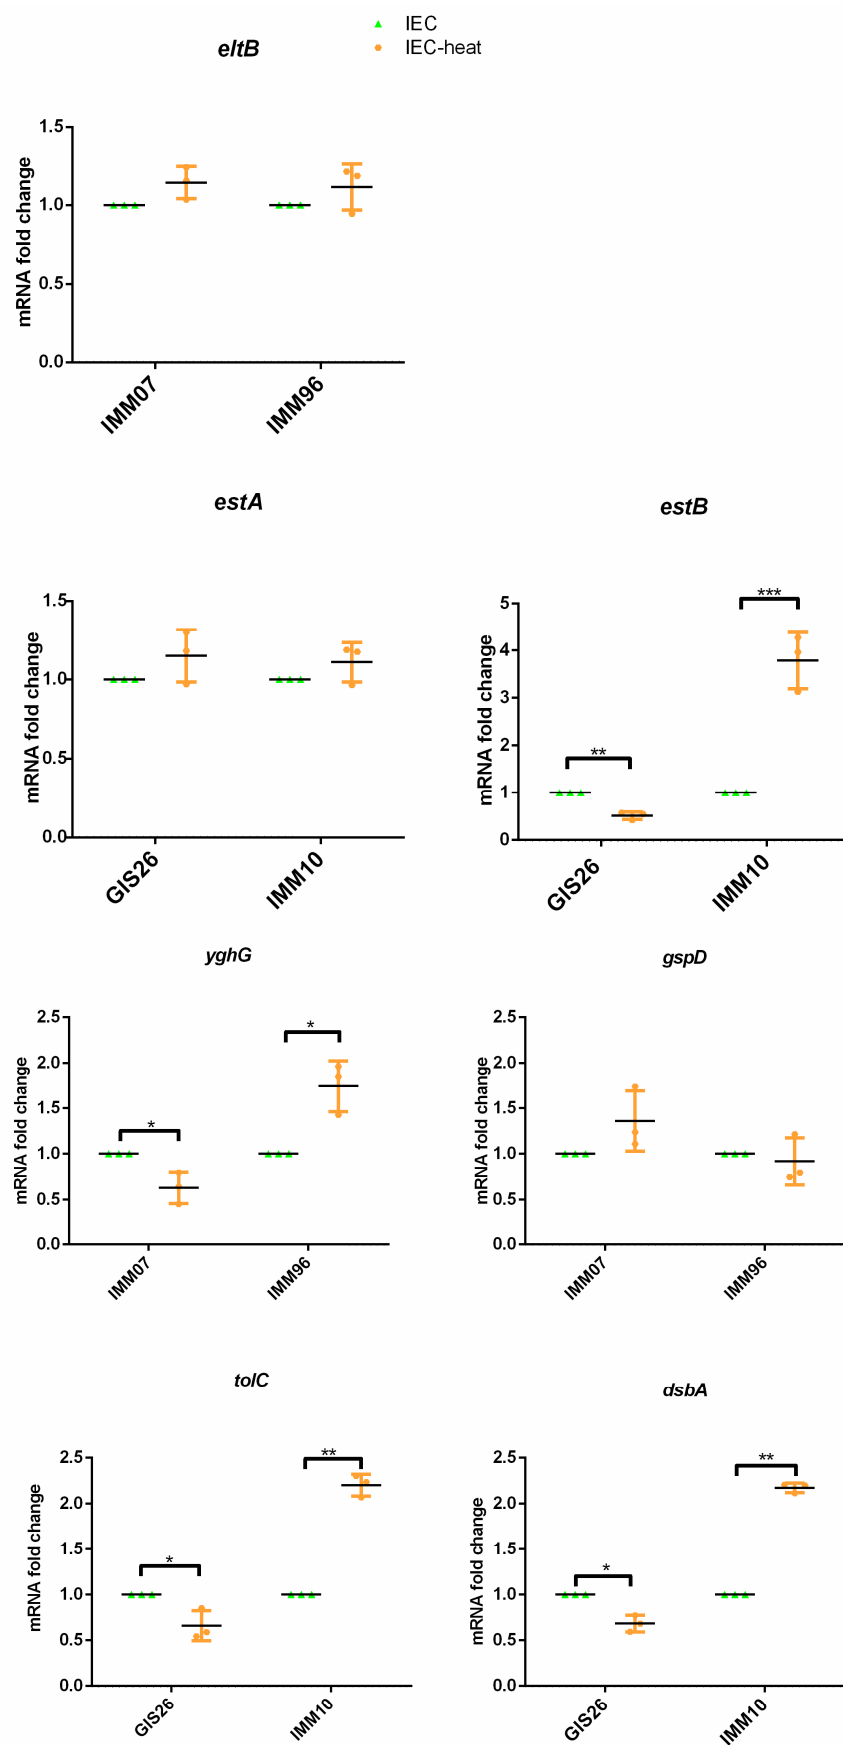 eltB
IEC
IEC-heat
mRNA fold change
1.5
1.0
0.5
0.0
IMM07
IMM96
estA
mRNA fold change
1.5
1.0
0.5
0.0
GIS26
IMM10
estB
mRNA fold change
5
4
3
2
1
0
**
***
GIS26
IMM10
yghG
mRNA fold change
2.5
2.0
1.5
1.0
0.5
0.0
*
*
IMM07
IMM96
gspD
mRNA fold change
2.5
2.0
1.5
1.0
0.5
0.0
IMM07
IMM96
tolC
mRNA fold change
2.5
2.0
1.5
1.0
0.5
0.0
*
**
GIS26
IMM10
dsbA
mRNA fold change
2.5
2.0
1.5
1.0
0.5
0.0
*
**
GIS26
IMM10